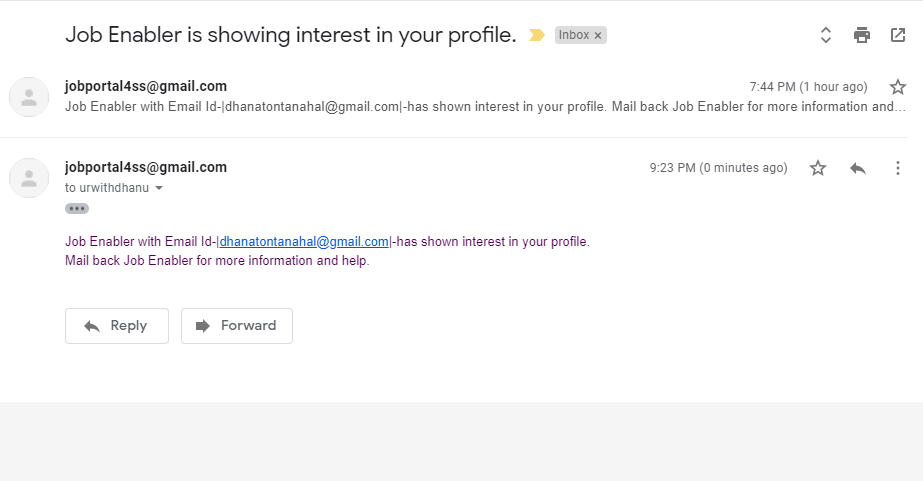 Job Enabler is showing interest in your profile.
Inbox ×
jobportal4ss@gmail.com
7:44 PM (1 hour ago)
Job Enabler with Email Id-|dhanatontanahal@gmail.com|-has shown interest in your profile. Mail back Job Enabler for more information and...
jobportal4ss@gmail.com
9:23 PM (0 minutes ago)
to urwithdhanu
Job Enabler with Email Id-|dhanatontanahal@gmail.com|-has shown interest in your profile.
Mail back Job Enabler for more information and help.
Reply
Forward